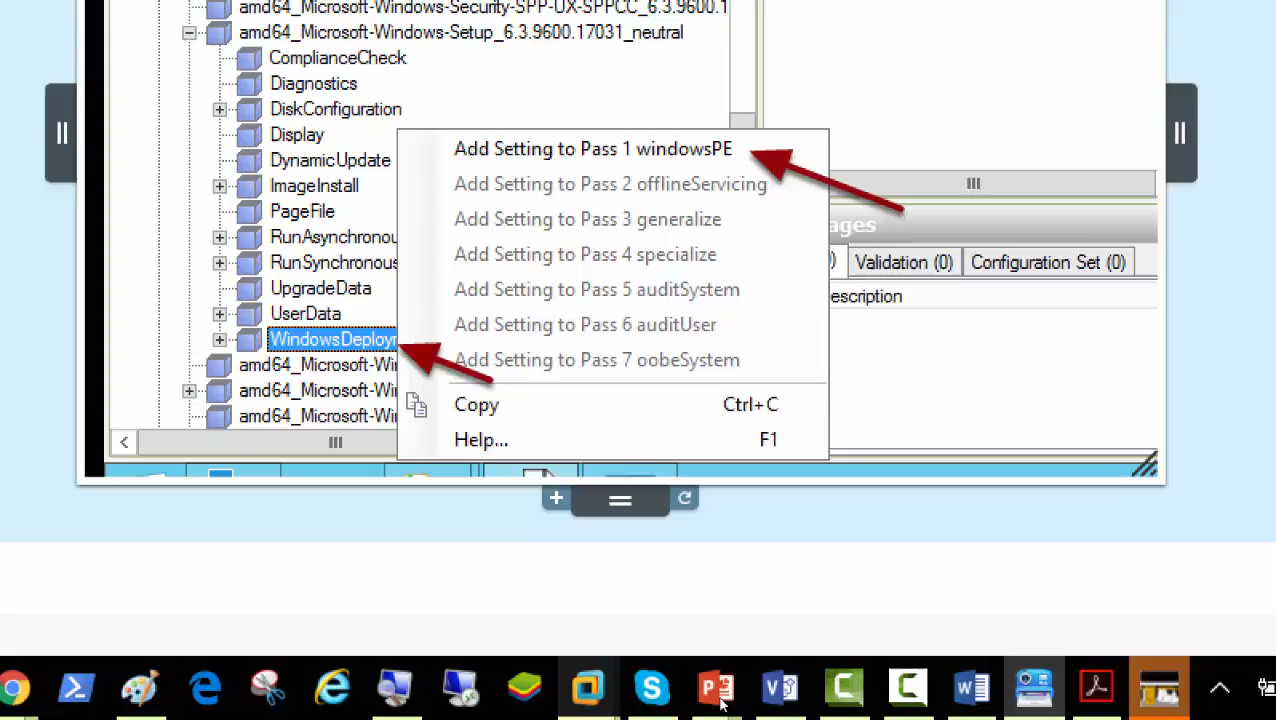 amd64_Microsoft-Windows-Security-SPP-UX-SPPCC_6.3.9600.1
amd64_Microsoft-Windows-Setup_6.3.9600.17031_neutral
ComplianceCheck
Diagnostics
DiskConfiguration
Display
DynamicUpdate
ImageInstall
PageFile
RunAsynchronou
RunSynchronous
UpgradeData
UserData
WindowsDeploy
amd64_Microsoft-Wi
amd64_Microsoft-Wi
amd64_Microsoft-Wi
Add Setting to Pass 1 windowsPE
Add Setting to Pass 2 offlineServicing
Add Setting to Pass 3 generalize
Add Setting to Pass 4 specialize
Add Setting to Pass 5 auditSystem
Add Setting to Pass 6 auditUser
Add Setting to Pass 7 oobeSystem
Copy Ctrl+C
Help... F1
ages
) Validation (0) Configuration Set (0)
escription